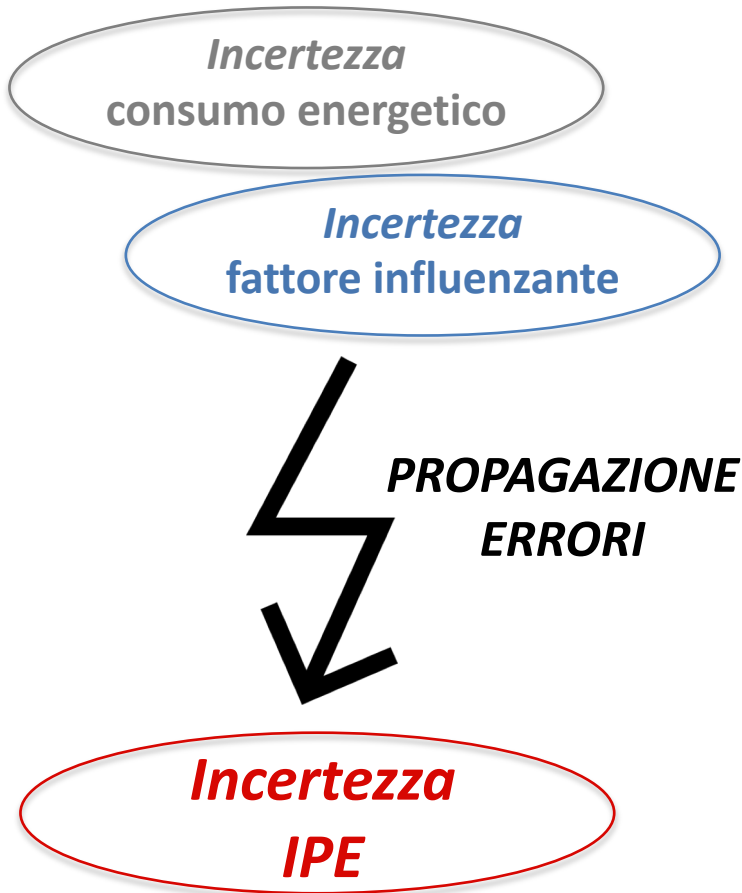 Incertezza
consumo energetico
Incertezza
fattore influenzante
PROPAGAZIONE
ERRORI
Incertezza
IPE